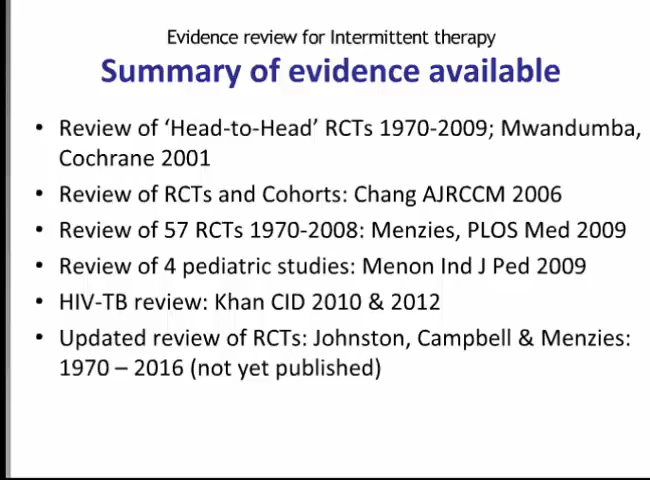 Evidence review for Intermittent therapy
Summary of evidence available
• Review of ‘Head-to-Head’ RCTs 1970-2009; Mwandumba,
Cochrane 2001
• Review of RCTs and Cohorts: Chang AJRCCM 2006
• Review of 57 RCTs 1970-2008: Menzies, PLOS Med 2009
• Review of 4 pediatric studies: Menon Ind J Ped 2009
• HIV-TB review: Khan CID 2010 & 2012
• Updated review of RCTs: Johnston, Campbell & Menzies:
1970 – 2016 (not yet published)